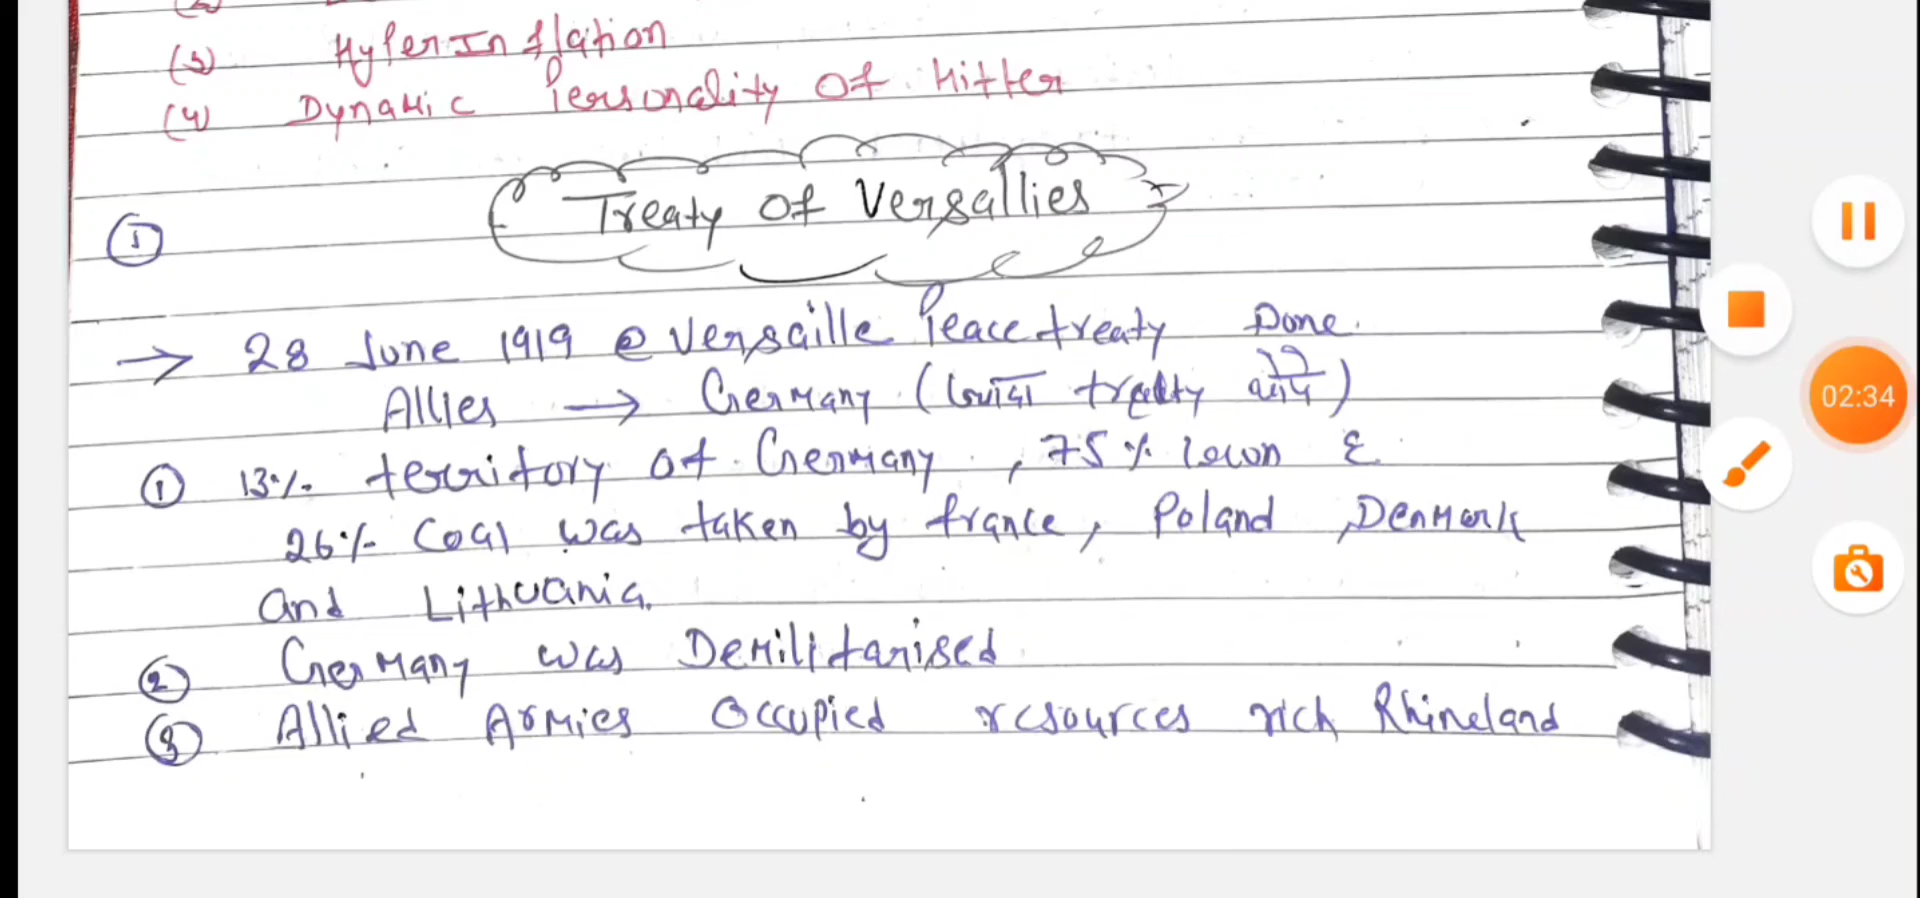 (3) HyperInflation
(4) Dynamic Personality Of Hitler
① Treaty Of Versallies
→ 28 June 1919 @ Versaille Peace treaty Done.
Allies → Germany ( treaty )
① 13% territory of Germany, 75% Iron &
26% Coal was taken by france, Poland, Denmark
and Lithuania.
② Germany was Demilitarised
③ Allied Armies Occupied resources rich Rhineland
02:34